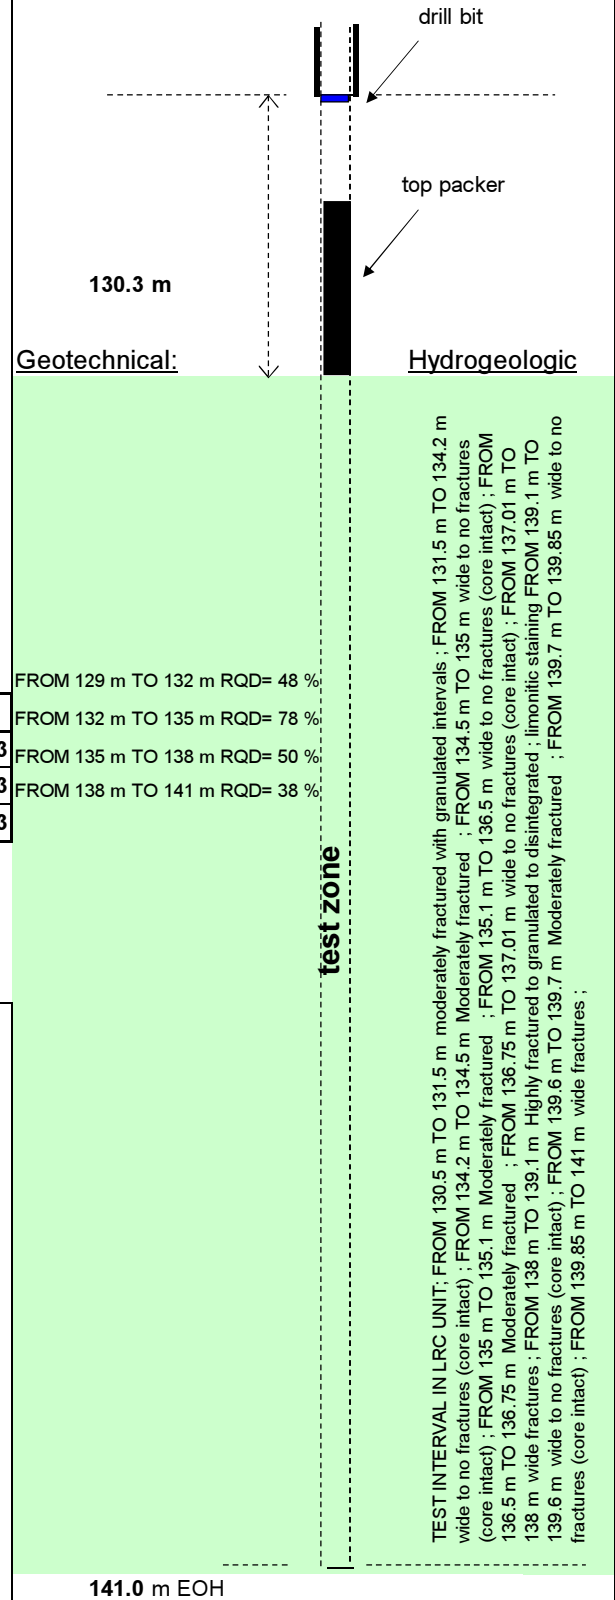 drill bit
top packer
130.3 m
Geotechnical:
Hydrogeologic
FROM 129 m TO 132 m RQD= 48 %
FROM 132 m TO 135 m RQD= 78 %
3
FROM 135 m TO 138 m RQD= 50 %
3
FROM 138 m TO 141 m RQD= 38 %
3
test zone
TEST INTERVAL IN LRC UNIT; FROM 130.5 m TO 131.5 m moderately fractured with granulated intervals ; FROM 131.5 m TO 134.2 m
wide to no fractures (core intact) ; FROM 134.2 m TO 134.5 m Moderately fractured ; FROM 134.5 m TO 135 m wide to no fractures
(core intact) ; FROM 135 m TO 135.1 m Moderately fractured ; FROM 135.1 m TO 136.5 m wide to no fractures (core intact) ; FROM
136.5 m TO 136.75 m Moderately fractured ; FROM 136.75 m TO 137.01 m wide to no fractures (core intact) ; FROM 137.01 m TO
138 m wide fractures ; FROM 138 m TO 139.1 m Highly fractured to granulated to disintegrated ; limonitic staining FROM 139.1 m TO
139.6 m wide to no fractures (core intact) ; FROM 139.6 m TO 139.7 m Moderately fractured ; FROM 139.7 m TO 139.85 m wide to no
fractures (core intact) ; FROM 139.85 m TO 141 m wide fractures ;
141.0 m EOH